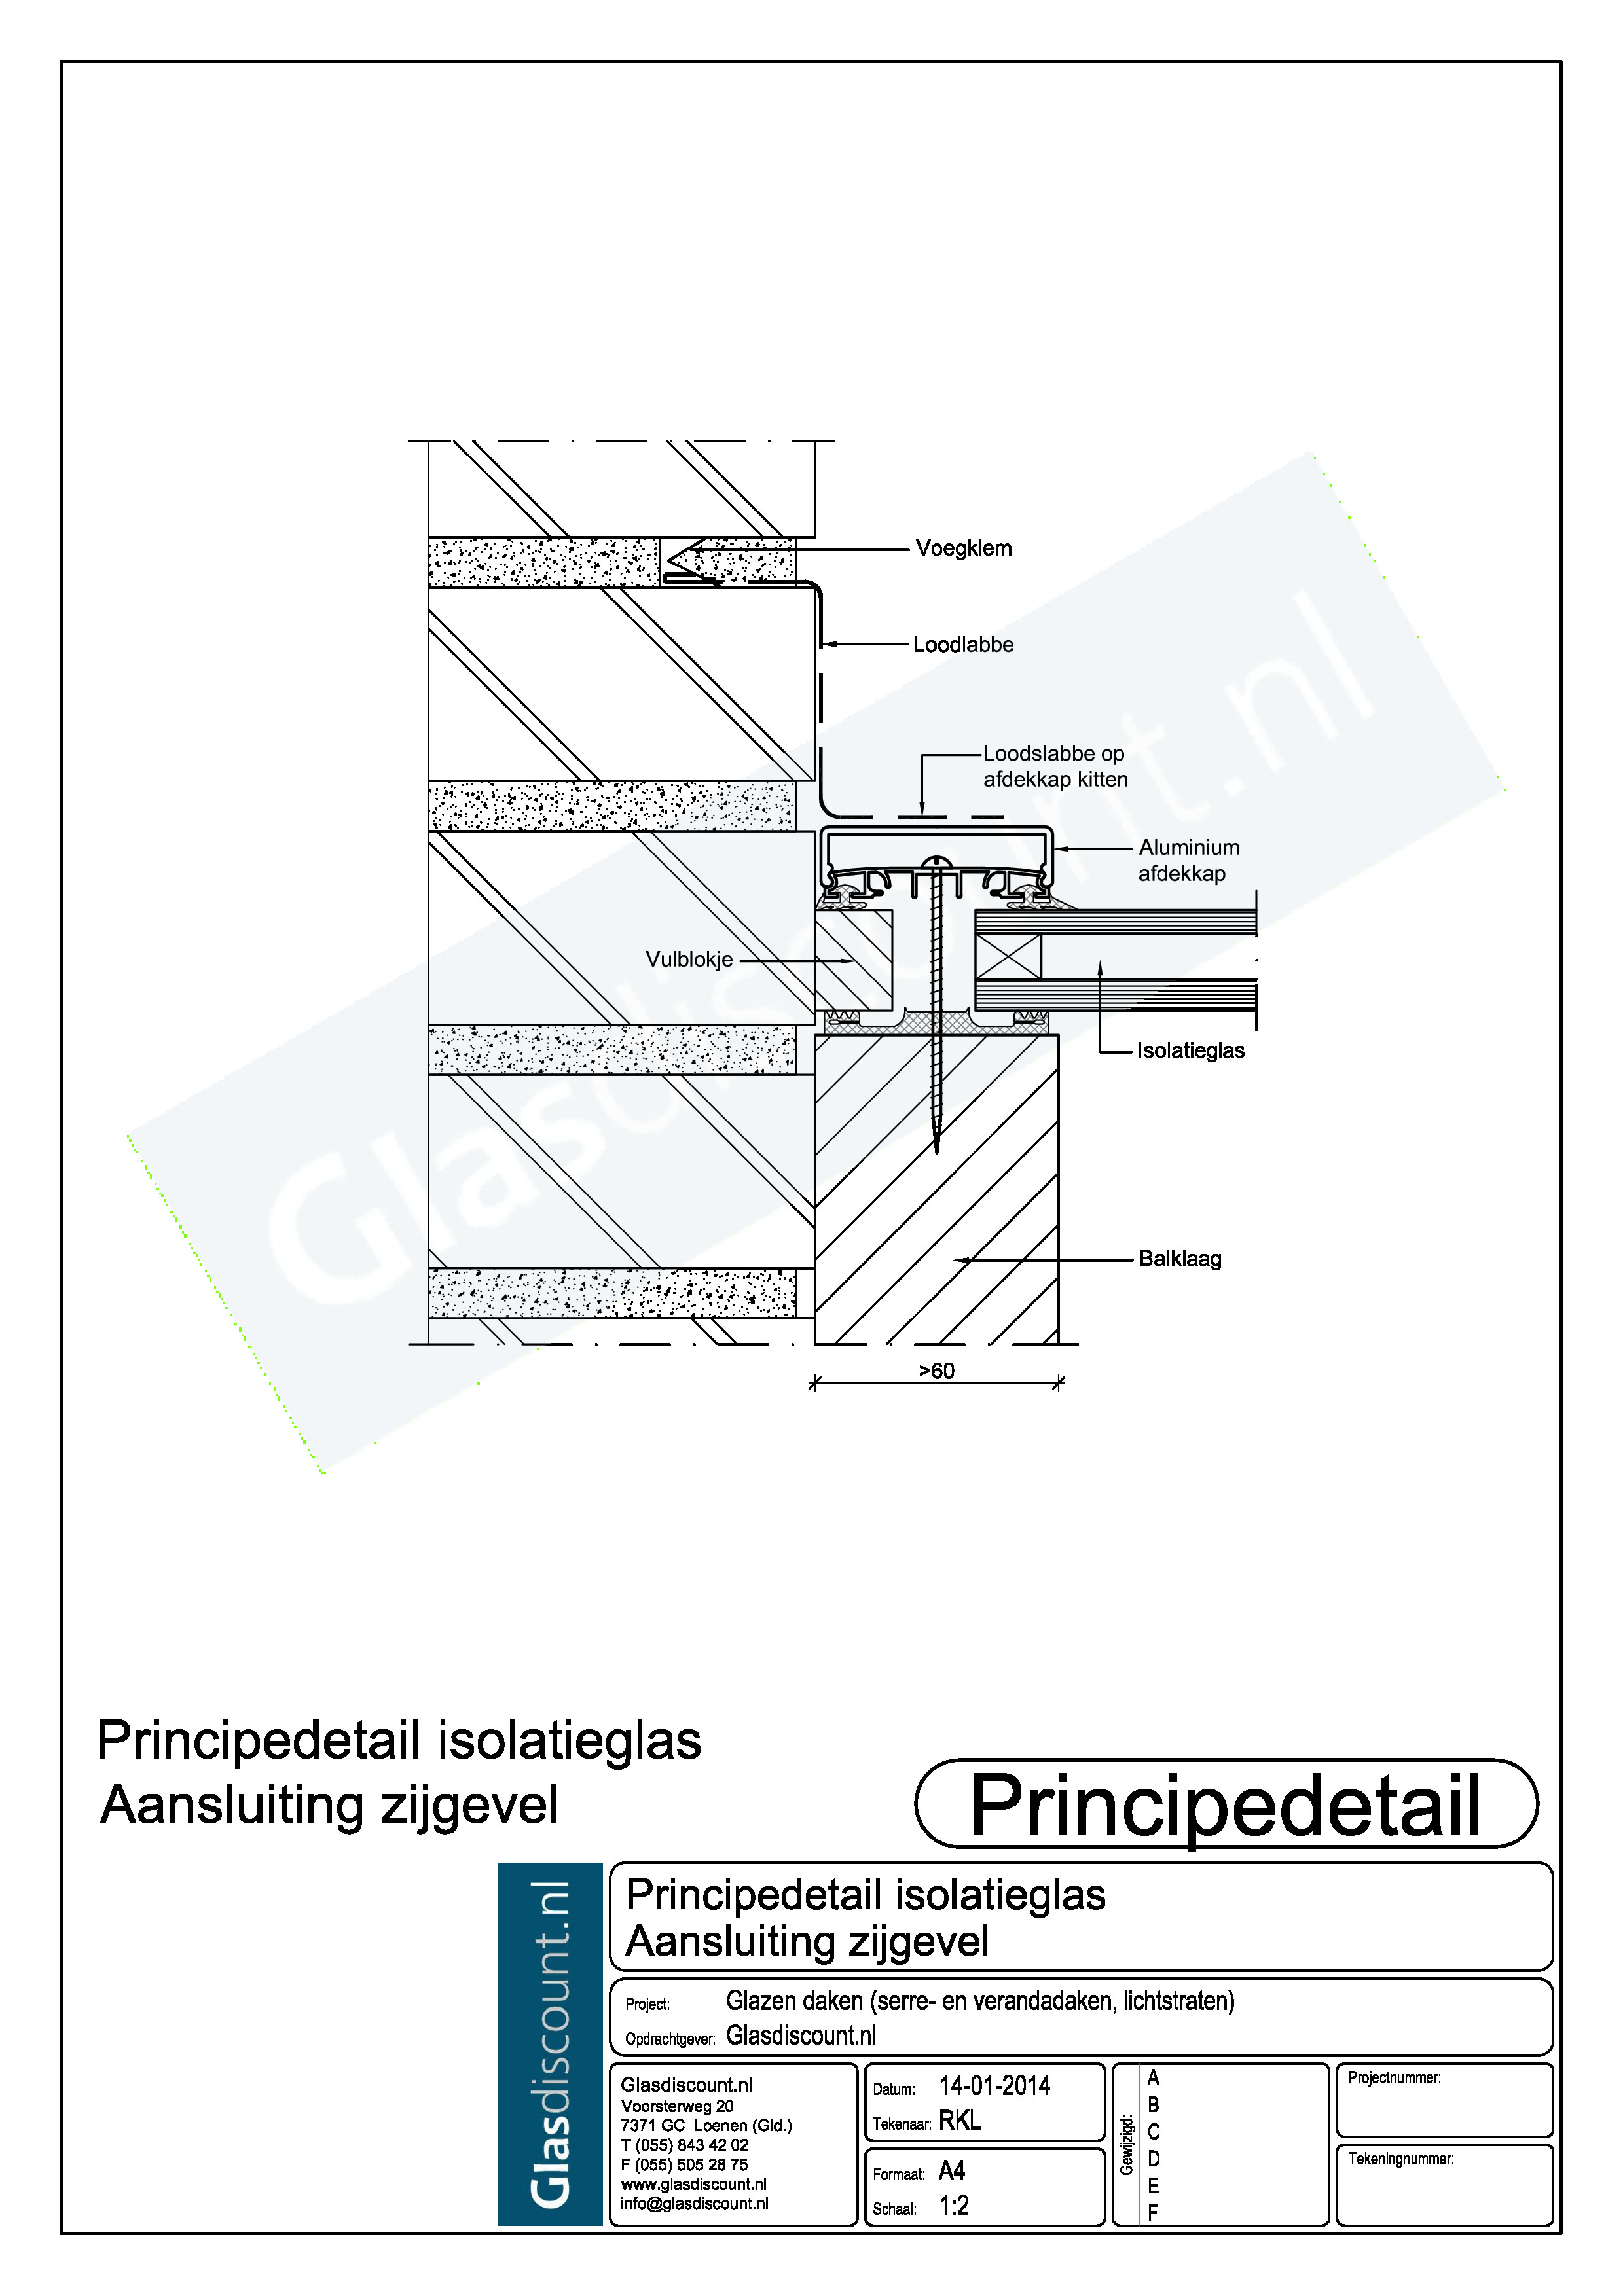 Voegklem
Loodlabbe
Loodslabbe op
afdekkap kitten
Aluminium
afdekkap
Vulblokje
Isolatieglas
Balklaag
>60
Glasdiscount.nl
Principedetail isolatieglas
Aansluiting zijgevel
Principedetail
Glasdiscount.nl
Principedetail isolatieglas
Aansluiting zijgevel
Project: Glazen daken (serre- en verandadaken, lichtstraten)
Opdrachtgever: Glasdiscount.nl
Glasdiscount.nl
Voorsterweg 20
7371 GC Loenen (Gld.)
T (055) 843 42 02
F (055) 505 28 75
www.glasdiscount.nl
info@glasdiscount.nl
Datum: 14-01-2014
Tekenaar: RKL
Formaat: A4
Schaal: 1:2
Gewijzigd:
A
B
C
D
E
F
Projectnummer:
Tekeningnummer: